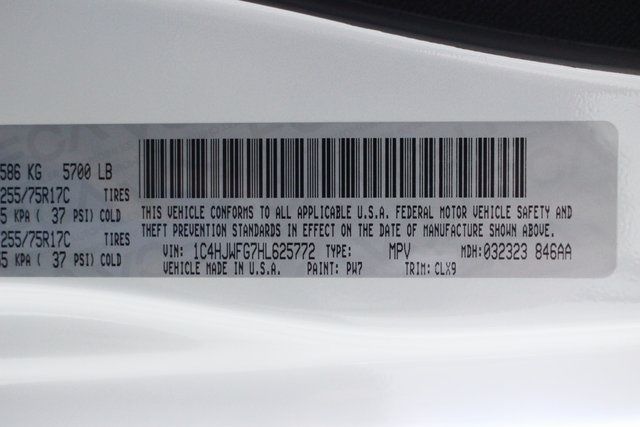 586 KG 5700 LB
255/75R17C TIRES
5 KPA ( 37 PSI) COLD
255/75R17C TIRES
5 KPA ( 37 PSI) COLD
THIS VEHICLE CONFORMS TO ALL APPLICABLE U.S.A. FEDERAL MOTOR VEHICLE SAFETY AND
THEFT PREVENTION STANDARDS IN EFFECT ON THE DATE OF MANUFACTURE SHOWN ABOVE.
VIN: 1C4HJWFG7HL625772 TYPE: MPV MDH: 032323 846AA
VEHICLE MADE IN U.S.A. PAINT: PW7 TRIM: CLX9